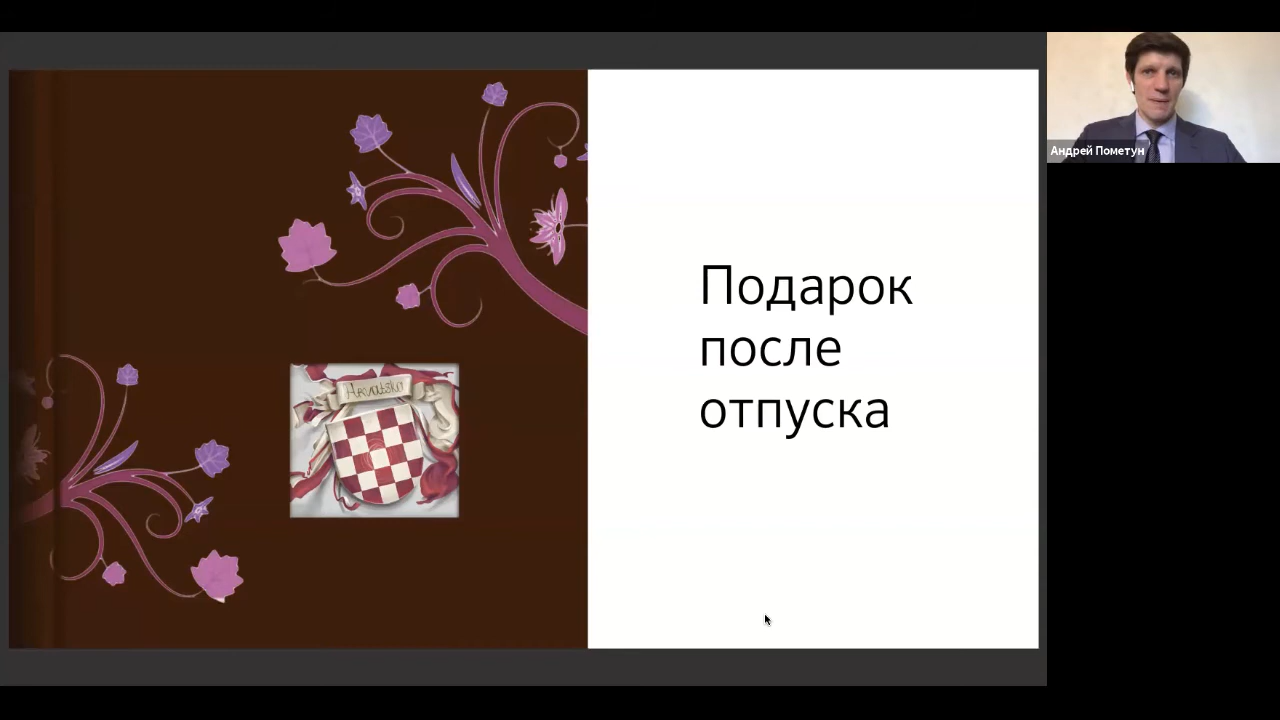 Андрей Пометун
Подарок
после
отпуска
Hrvatska